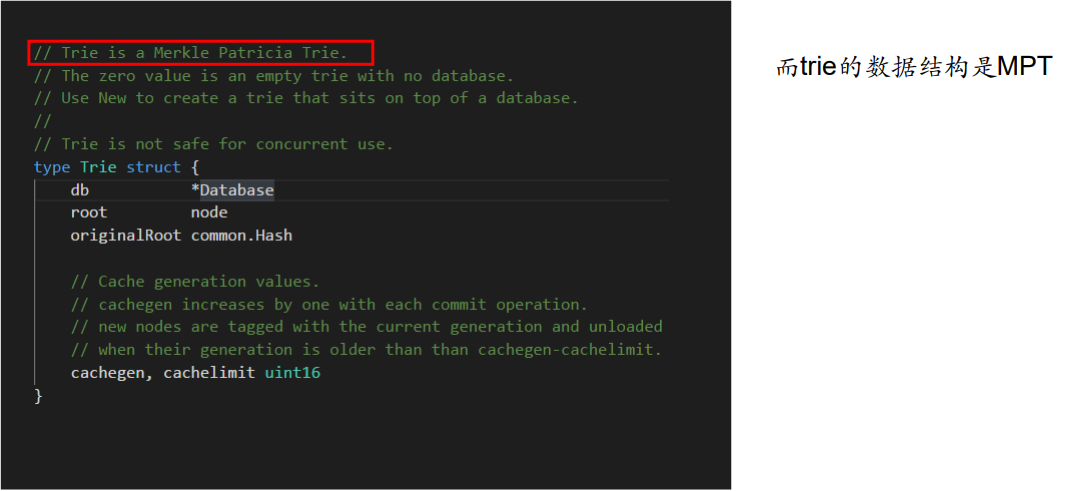 // Trie is a Merkle Patricia Trie.
// The zero value is an empty trie with no database.
// Use New to create a trie that sits on top of a database.
//
// Trie is not safe for concurrent use.
type Trie struct {
db *Database
root node
originalRoot common.Hash
// Cache generation values.
// cachegen increases by one with each commit operation.
// new nodes are tagged with the current generation and unloaded
// when their generation is older than than cachegen-cachelimit.
cachegen, cachelimit uint16
}
而trie的数据结构是MPT